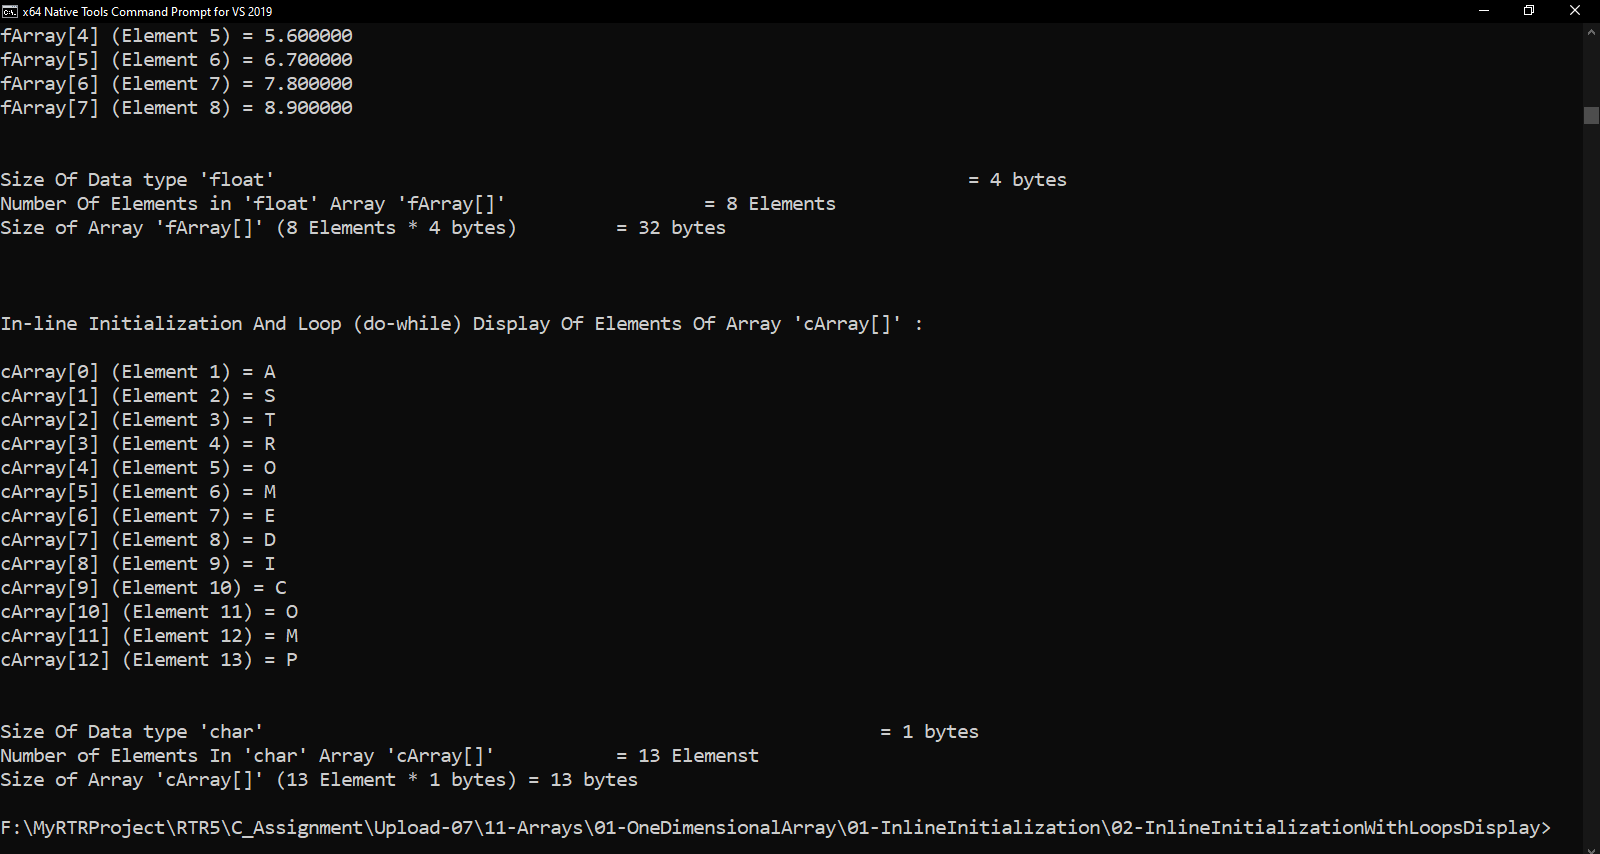 x64 Native Tools Command Prompt for VS 2019
fArray[4] (Element 5) = 5.600000
fArray[5] (Element 6) = 6.700000
fArray[6] (Element 7) = 7.800000
fArray[7] (Element 8) = 8.900000
Size Of Data type 'float' = 4 bytes
Number Of Elements in 'float' Array 'fArray[]' = 8 Elements
Size of Array 'fArray[]' (8 Elements * 4 bytes) = 32 bytes
In-line Initialization And Loop (do-while) Display Of Elements Of Array 'cArray[]' :
cArray[0] (Element 1) = A
cArray[1] (Element 2) = S
cArray[2] (Element 3) = T
cArray[3] (Element 4) = R
cArray[4] (Element 5) = O
cArray[5] (Element 6) = M
cArray[6] (Element 7) = E
cArray[7] (Element 8) = D
cArray[8] (Element 9) = I
cArray[9] (Element 10) = C
cArray[10] (Element 11) = O
cArray[11] (Element 12) = M
cArray[12] (Element 13) = P
Size Of Data type 'char' = 1 bytes
Number of Elements In 'char' Array 'cArray[]' = 13 Elemenst
Size of Array 'cArray[]' (13 Element * 1 bytes) = 13 bytes
F:\MyRTRProject\RTR5\C_Assignment\Upload-07\11-Arrays\01-OneDimensionalArray\01-InlineInitialization\02-InlineInitializationWithLoopsDisplay>